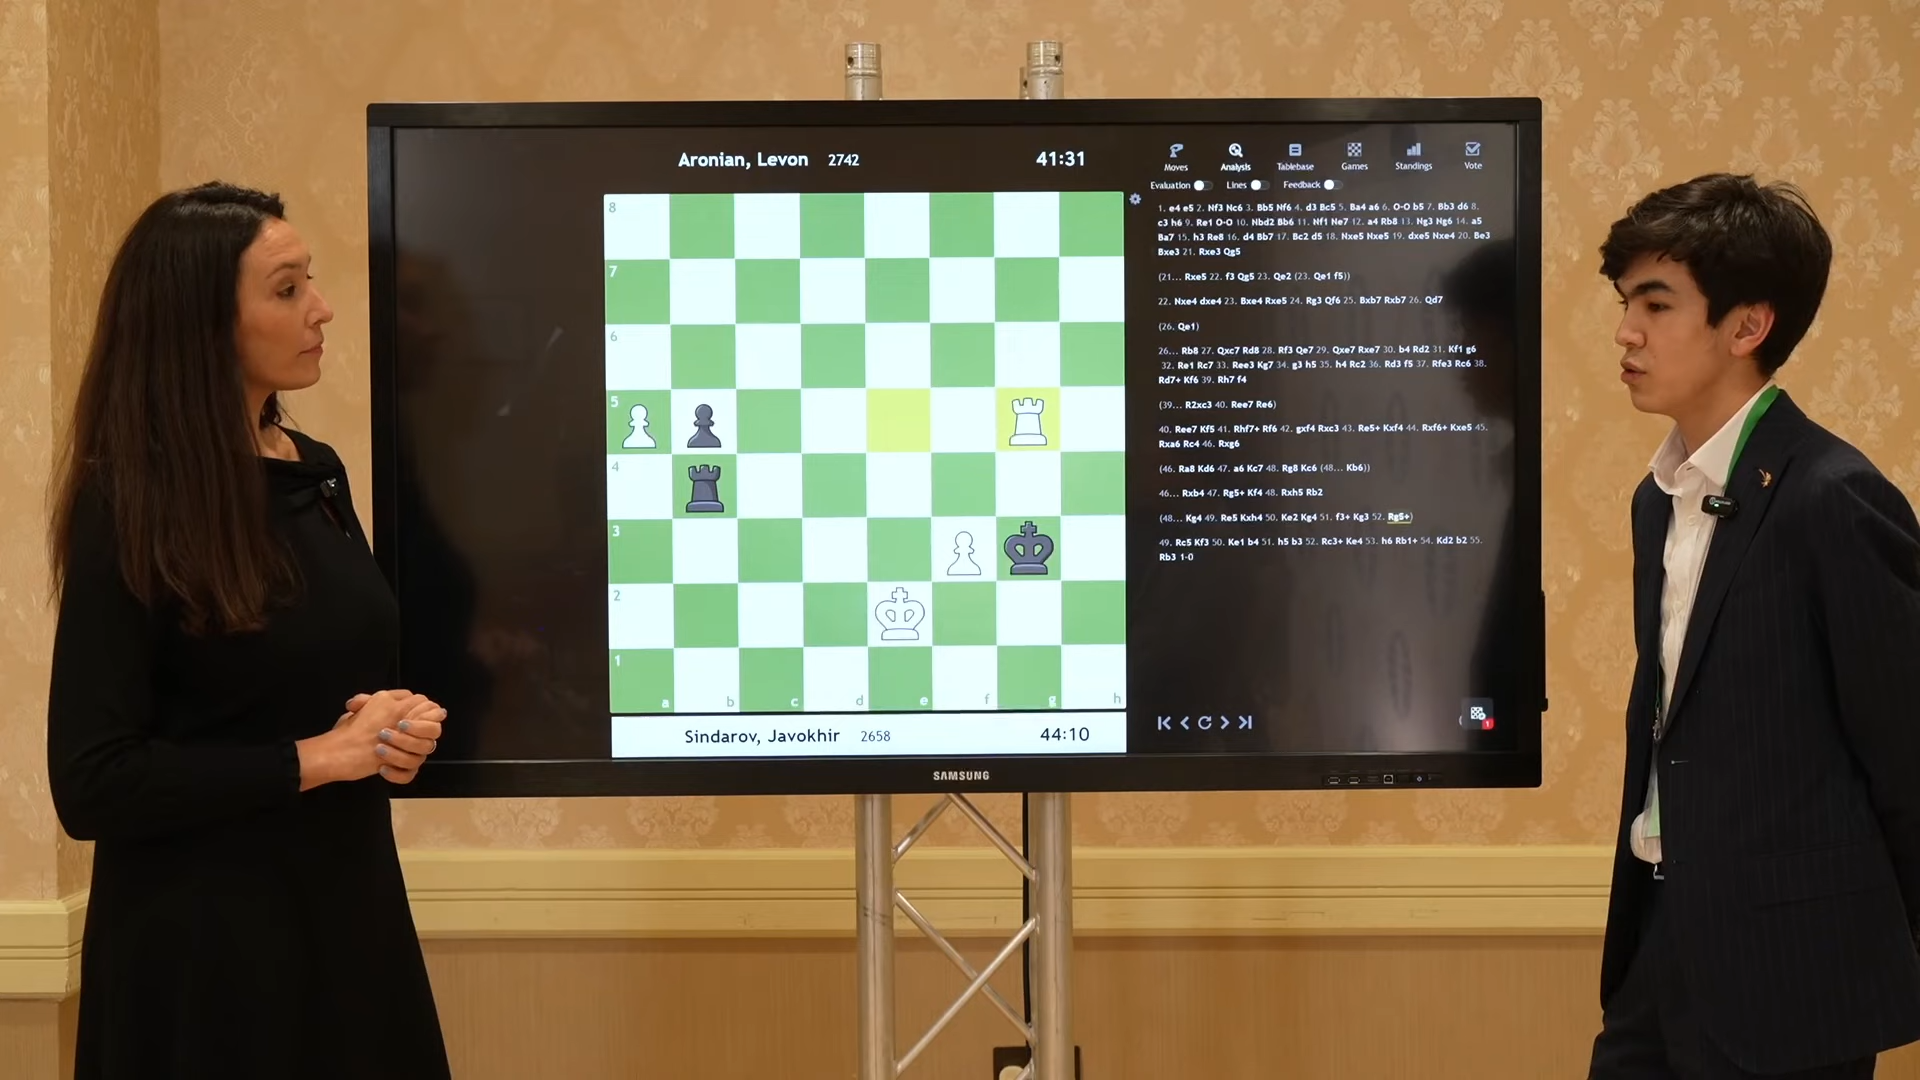 Aronian, Levon 2742 41:31
Moves Analysis Tablebase Games Standings Vote
Evaluation Lines Feedback
1. e4 e5 2. Nf3 Nc6 3. Bb5 Nf6 4. d3 Bc5 5. Ba4 a6 6. O-O b5 7. Bb3 d6 8.
c3 h6 9. Re1 O-O 10. Nbd2 Bb6 11. Nf1 Ne7 12. a4 Rb8 13. Ng3 Ng6 14. a5
Ba7 15. h3 Re8 16. d4 Bb7 17. Bc2 d5 18. Nxe5 Nxe5 19. dxe5 Nxe4 20. Be3
Bxe3 21. Rxe3 Qg5
(21... Rxe5 22. f3 Qg5 23. Qe2 (23. Qe1 f5))
22. Nxe4 dxe4 23. Bxe4 Rxe5 24. Rg3 Qf6 25. Bxb7 Rxb7 26. Qd7
(26. Qe1)
26... Rb8 27. Qxc7 Rd8 28. Rf3 Qe7 29. Qxe7 Rxe7 30. b4 Rd2 31. Kf1 g6
32. Re1 Rc7 33. Ree3 Kg7 34. g3 h5 35. h4 Rc2 36. Rd3 f5 37. Rfe3 Rc6 38.
Rd7+ Kf6 39. Rh7 f4
(39... R2xc3 40. Ree7 Re6)
40. Ree7 Kf5 41. Rhf7+ Rf6 42. gxf4 Rxc3 43. Re5+ Kxf4 44. Rxf6+ Kxe5 45.
Rxa6 Rc4 46. Rxg6
(46. Ra8 Kd6 47. a6 Kc7 48. Rg8 Kc6 (48... Kb6))
46... Rxb4 47. Rg5+ Kf4 48. Rxh5 Rb2
(48... Kg4 49. Re5 Kxh4 50. Ke2 Kg4 51. f3+ Kg3 52. Rg5+)
49. Rc5 Kf3 50. Ke1 b4 51. h5 b3 52. Rc3+ Ke4 53. h6 Rb1+ 54. Kd2 b2 55.
Rb3 1-0
8
7
6
5
4
3
2
1
a b c d e f g h
Sindarov, Javokhir 2658 44:10
1
SAMSUNG